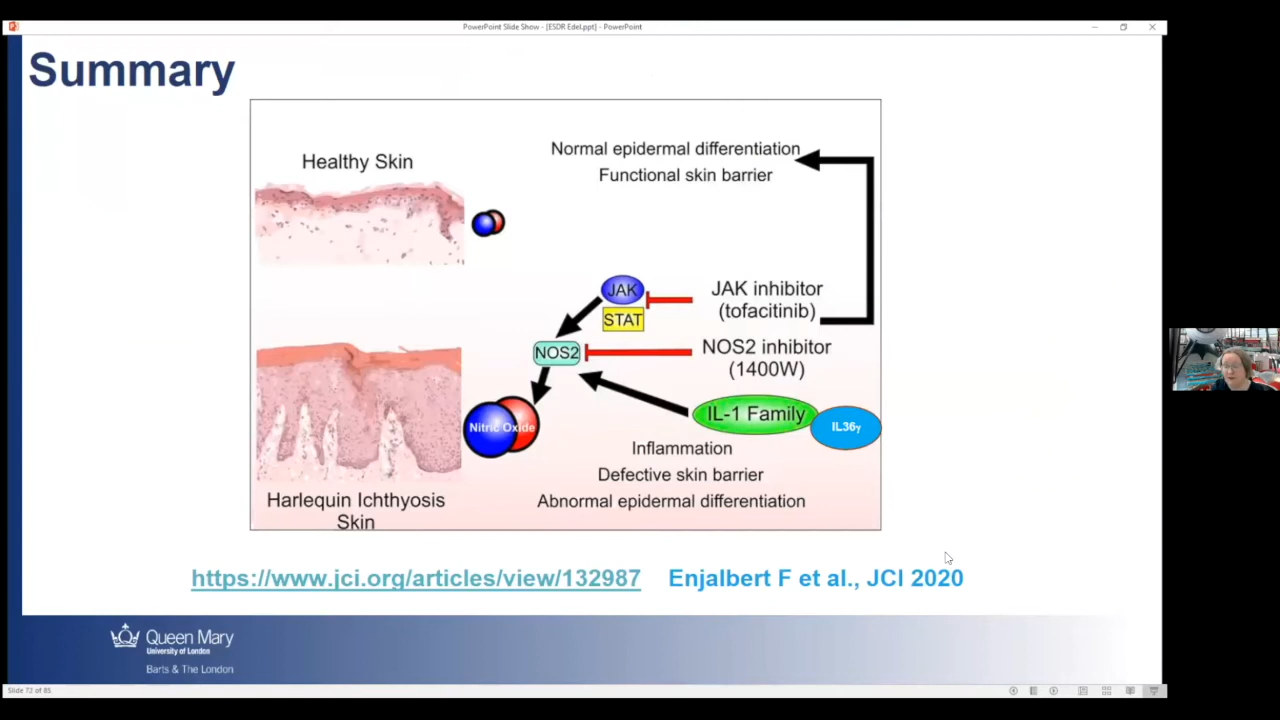 PowerPoint Slide Show - [ESDR Edel.ppt] - PowerPoint
Summary
Healthy Skin
Normal epidermal differentiation
Functional skin barrier
JAK
STAT
JAK inhibitor
(tofacitinib)
NOS2
NOS2 inhibitor
(1400W)
Nitric Oxide
IL-1 Family
IL36γ
Inflammation
Defective skin barrier
Abnormal epidermal differentiation
Harlequin Ichthyosis
Skin
https://www.jci.org/articles/view/132987 Enjalbert F et al., JCI 2020
Queen Mary
University of London
Barts & The London
Slide 72 of 85